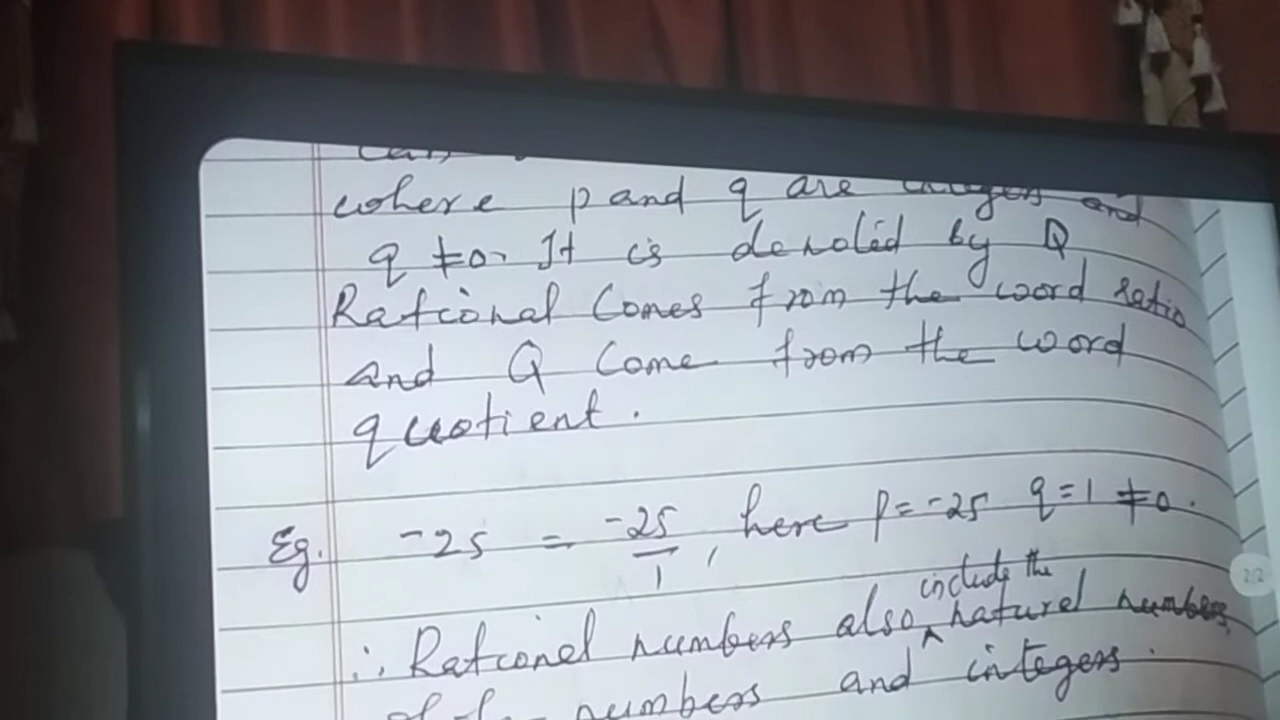 where p and q are integers and
q ≠ 0. It is denoted by Q
Rational Comes from the word ratio
and Q Come from the word
quotient.
Eg. -25 = -25/1, here p = -25 q = 1 ≠ 0.
include the
∴ Rational numbers also ^ natural numbers,
numbers and integers.